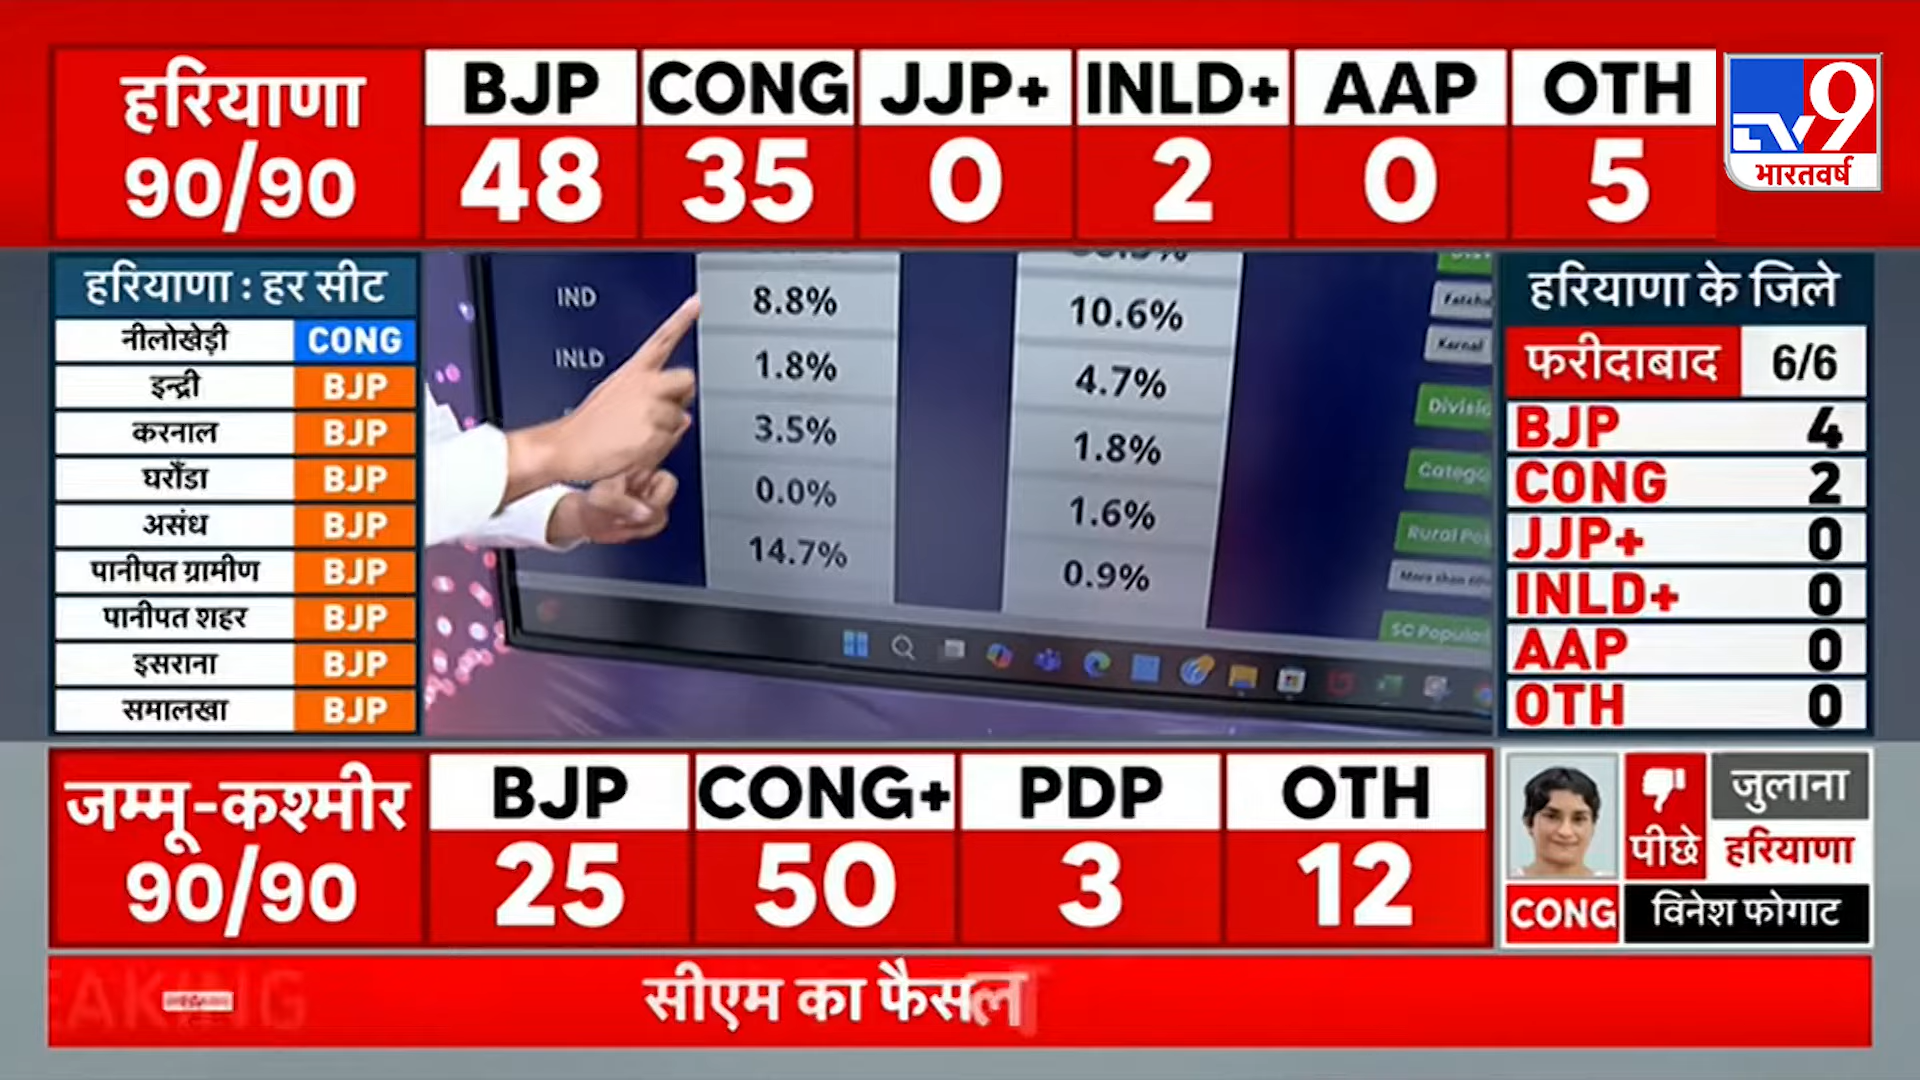 हरियाणा
90/90
BJP CONG JJP+ INLD+ AAP OTH
48 35 0 2 0 5
TV9
भारतवर्ष
हरियाणा : हर सीट
नीलोखेड़ी CONG
इन्द्री BJP
करनाल BJP
घरौंडा BJP
असंध BJP
पानीपत ग्रामीण BJP
पानीपत शहर BJP
इसराना BJP
समालखा BJP
IND 8.8% 10.6%
INLD 1.8% 4.7%
3.5% 1.8%
0.0% 1.6%
14.7% 0.9%
Karnal
हरियाणा के जिले
फरीदाबाद 6/6
BJP 4
CONG 2
JJP+ 0
INLD+ 0
AAP 0
OTH 0
जम्मू-कश्मीर
90/90
BJP CONG+ PDP OTH
25 50 3 12
जुलाना
पीछे हरियाणा
CONG विनेश फोगाट
सीएम का फैसल